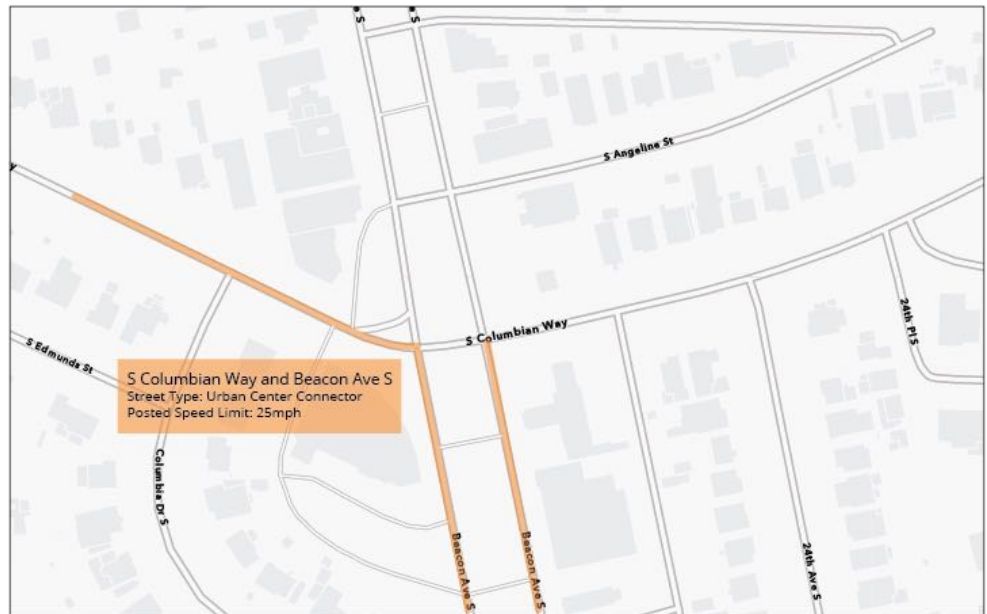 S Angeline St
S Columbian Way
24th Pl S
S Edmunds St
S Columbian Way and Beacon Ave S
Street Type: Urban Center Connector
Posted Speed Limit: 25mph
Columbia Dr S
Beacon Ave S
Beacon Ave S
24th Ave S